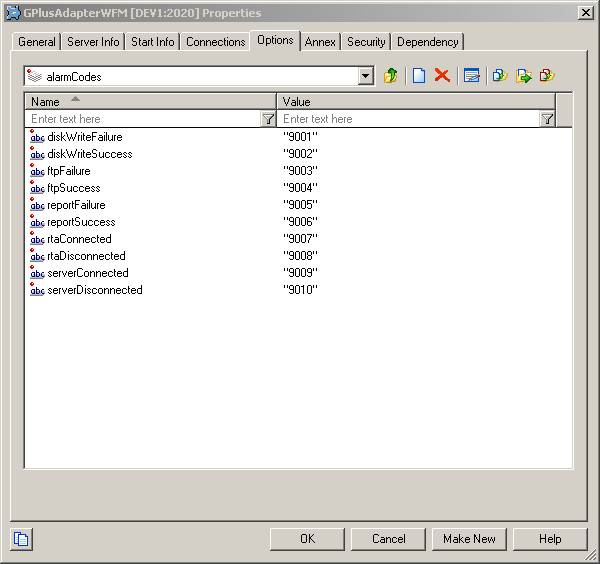 GPlusAdapterWFM [DEV1:2020] Properties
General Server Info Start Info Connections Options Annex Security Dependency
alarmCodes
Name Value
Enter text here Enter text here
abc diskWriteFailure "9001"
abc diskWriteSuccess "9002"
abc ftpFailure "9003"
abc ftpSuccess "9004"
abc reportFailure "9005"
abc reportSuccess "9006"
abc rtaConnected "9007"
abc rtaDisconnected "9008"
abc serverConnected "9009"
abc serverDisconnected "9010"
OK Cancel Make New Help